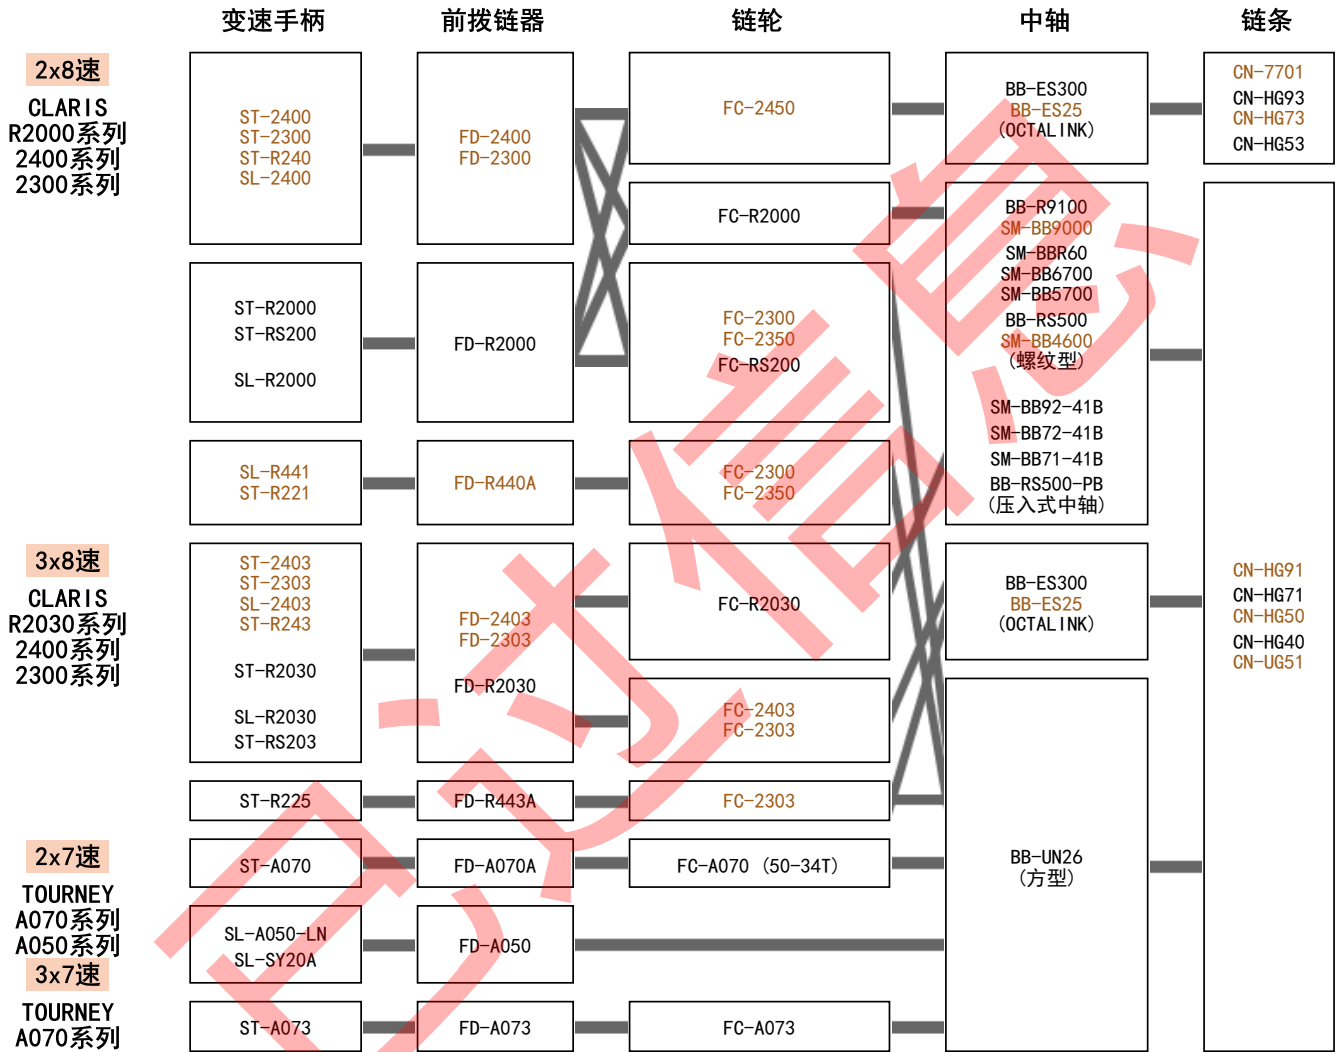 变速手柄 前拨链器 链轮 中轴 链条
2x8速
CLARIS
R2000系列
2400系列
2300系列
ST-2400
ST-2300
ST-R240
SL-2400
FD-2400
FD-2300
FC-2450
BB-ES300
BB-ES25
(OCTALINK)
CN-7701
CN-HG93
CN-HG73
CN-HG53
FC-R2000
BB-R9100
SM-BB9000
SM-BBR60
SM-BB6700
SM-BB5700
BB-RS500
SM-BB4600
(螺纹型)
SM-BB92-41B
SM-BB72-41B
SM-BB71-41B
BB-RS500-PB
(压入式中轴)
ST-R2000
ST-RS200
SL-R2000
FD-R2000
FC-2300
FC-2350
FC-RS200
SL-R441
ST-R221
FD-R440A
FC-2300
FC-2350
3x8速
CLARIS
R2030系列
2400系列
2300系列
ST-2403
ST-2303
SL-2403
ST-R243
ST-R2030
SL-R2030
ST-RS203
FD-2403
FD-2303
FD-R2030
FC-R2030
BB-ES300
BB-ES25
(OCTALINK)
CN-HG91
CN-HG71
CN-HG50
CN-HG40
CN-UG51
FC-2403
FC-2303
ST-R225
FD-R443A
FC-2303
2x7速
TOURNEY
A070系列
A050系列
ST-A070
FD-A070A
FC-A070 (50-34T)
BB-UN26
(方型)
SL-A050-LN
SL-SY20A
FD-A050
3x7速
TOURNEY
A070系列
ST-A073
FD-A073
FC-A073
已过信息